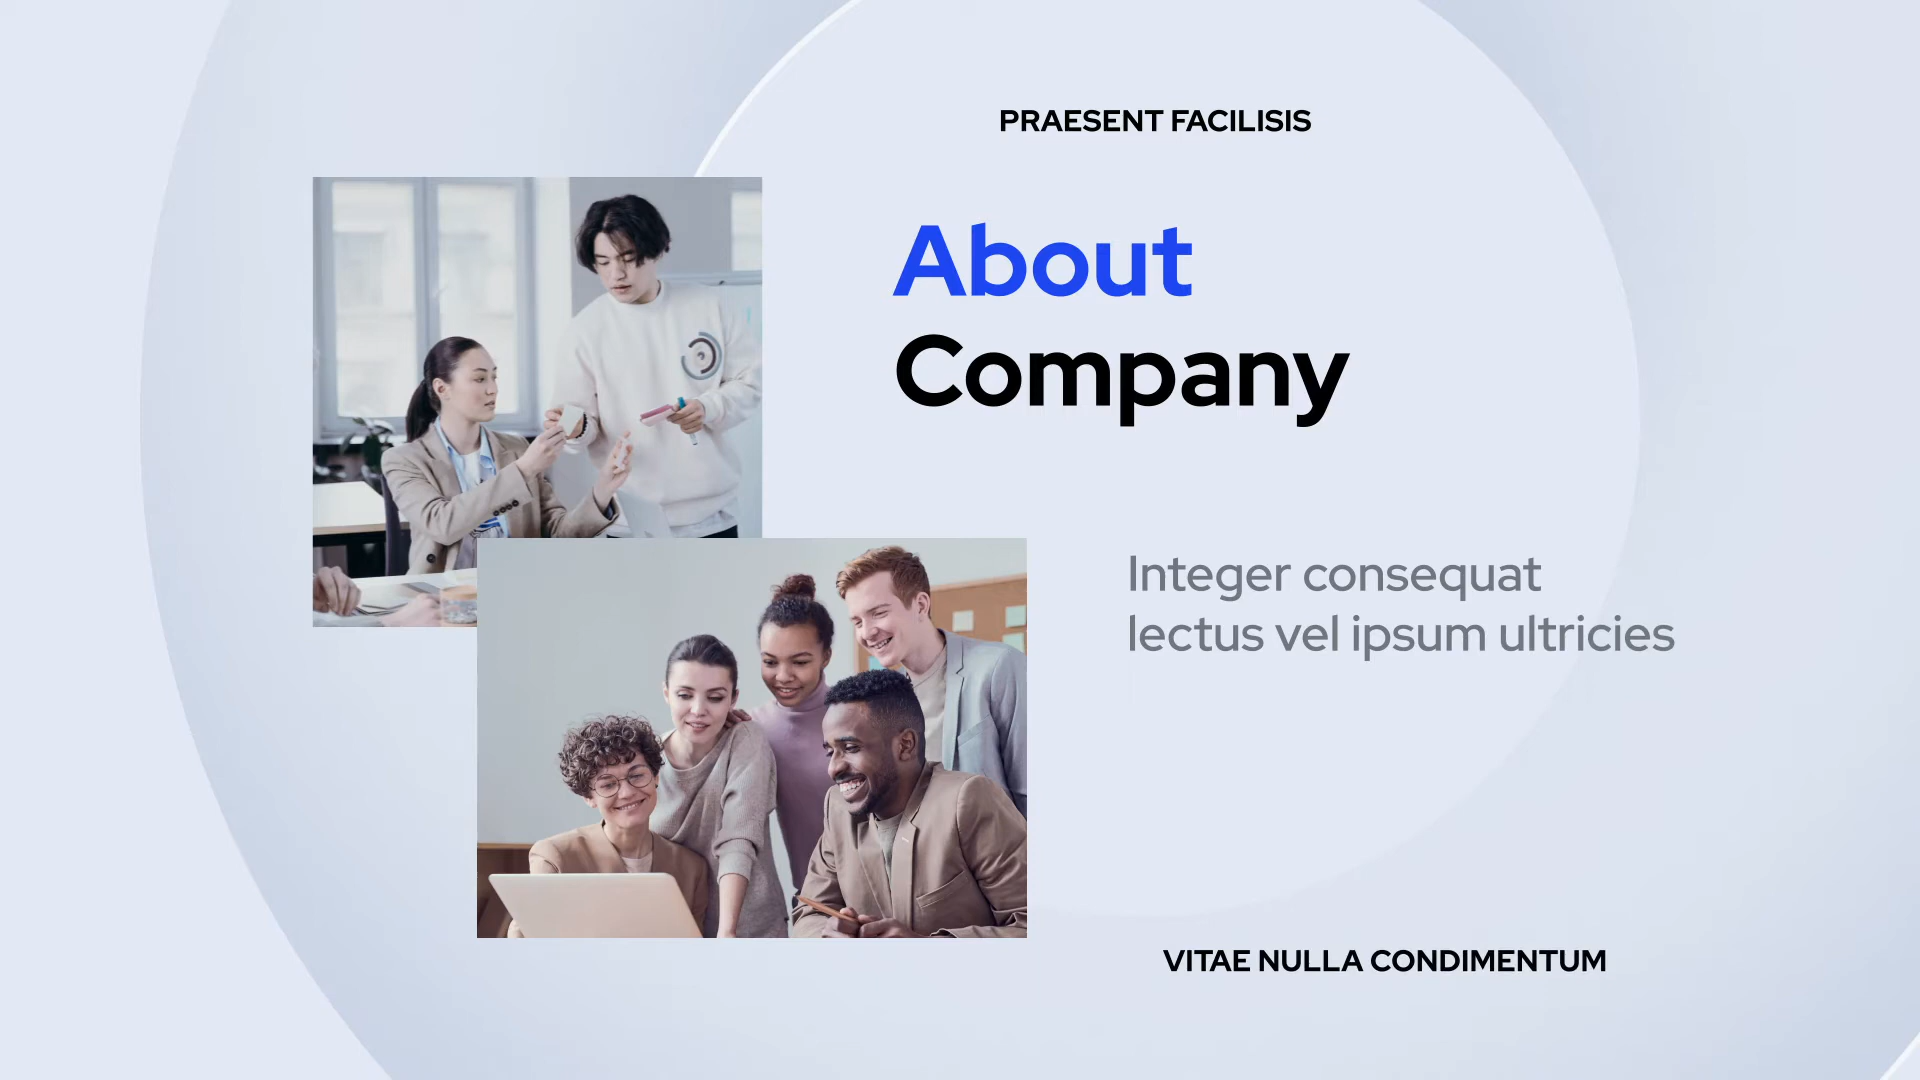 PRAESENT FACILISIS
About
Company
Integer consequat
lectus vel ipsum ultricies
VITAE NULLA CONDIMENTUM